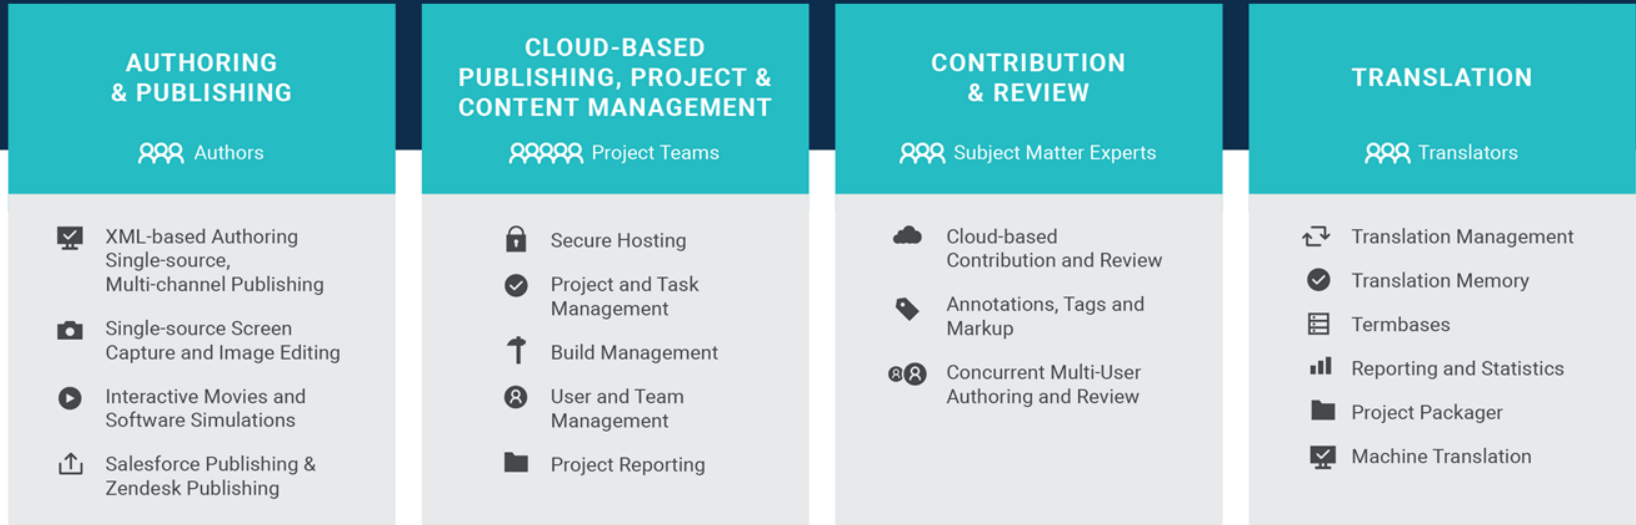 AUTHORING
& PUBLISHING
Authors
XML-based Authoring
Single-source,
Multi-channel Publishing
Single-source Screen
Capture and Image Editing
Interactive Movies and
Software Simulations
Salesforce Publishing &
Zendesk Publishing
CLOUD-BASED
PUBLISHING, PROJECT &
CONTENT MANAGEMENT
Project Teams
Secure Hosting
Project and Task
Management
Build Management
User and Team
Management
Project Reporting
CONTRIBUTION
& REVIEW
Subject Matter Experts
Cloud-based
Contribution and Review
Annotations, Tags and
Markup
Concurrent Multi-User
Authoring and Review
TRANSLATION
Translators
Translation Management
Translation Memory
Termbases
Reporting and Statistics
Project Packager
Machine Translation